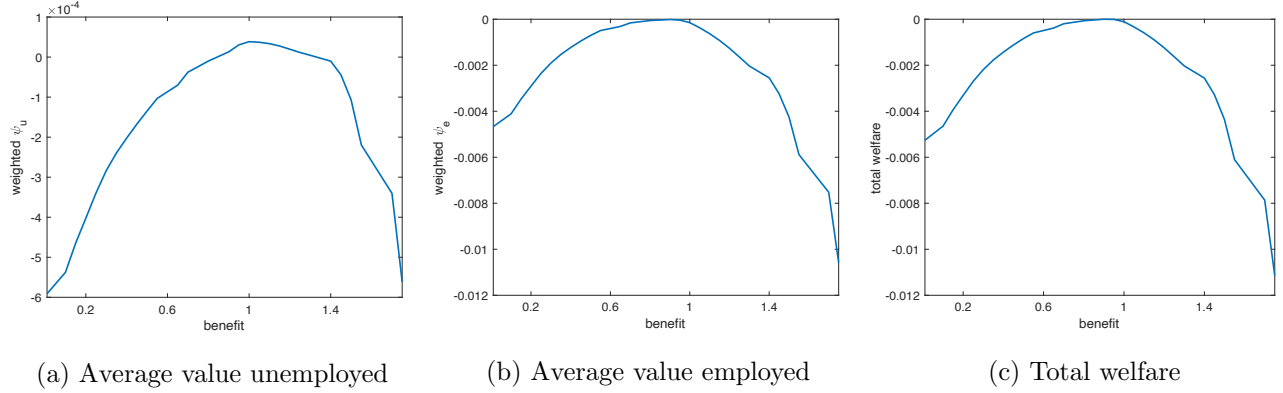 ×10⁻⁴
1
0
-1
-2
-3
-4
-5
-6
weighted ψ_u
0.2 0.6 1 1.4
benefit
(a) Average value unemployed
0
-0.002
-0.004
-0.006
-0.008
-0.01
-0.012
weighted ψ_e
0.2 0.6 1 1.4
benefit
(b) Average value employed
0
-0.002
-0.004
-0.006
-0.008
-0.01
-0.012
total welfare
0.2 0.6 1 1.4
benefit
(c) Total welfare